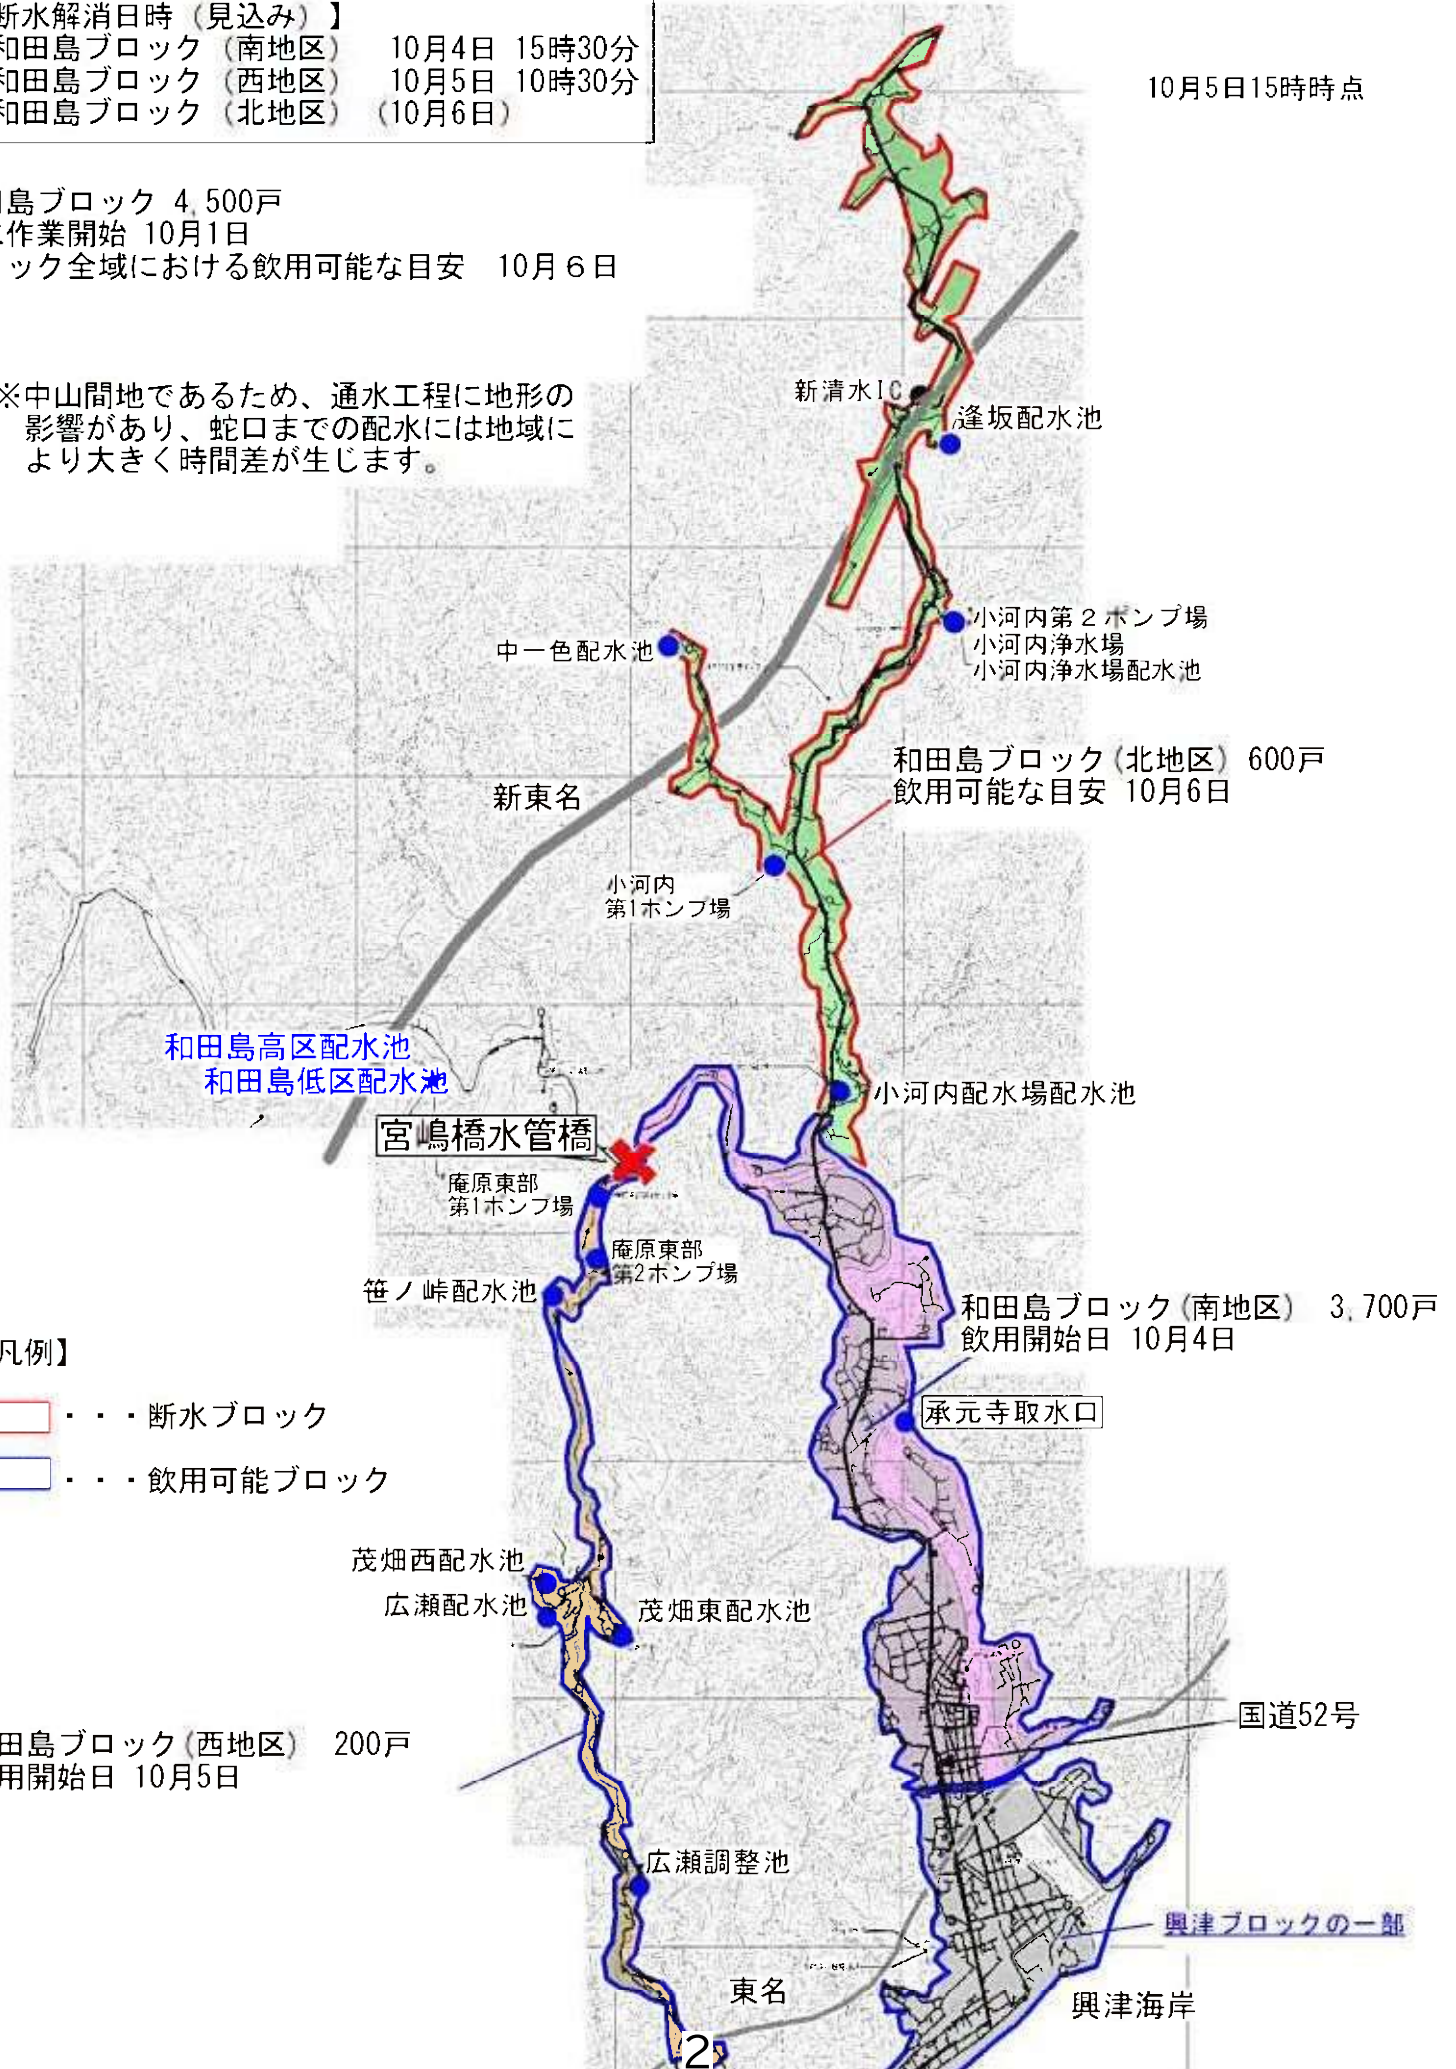 断水解消日時（見込み）】
和田島ブロック（南地区） 10月4日 15時30分
和田島ブロック（西地区） 10月5日 10時30分
和田島ブロック（北地区）（10月6日）
10月5日15時時点
島ブロック 4,500戸
作業開始 10月1日
ック全域における飲用可能な目安 10月６日
※中山間地であるため、通水工程に地形の
影響があり、蛇口までの配水には地域に
より大きく時間差が生じます。
新清水IC
逢坂配水池
小河内第２ポンプ場
小河内浄水場
小河内浄水場配水池
中一色配水池
和田島ブロック(北地区) 600戸
飲用可能な目安 10月6日
新東名
小河内
第1ポンプ場
和田島高区配水池
和田島低区配水池
小河内配水場配水池
宮嶋橋水管橋
庵原東部
第1ポンプ場
庵原東部
第2ポンプ場
笹ノ峠配水池
和田島ブロック(南地区) 3,700戸
飲用開始日 10月4日
凡例】
・・・断水ブロック
・・・飲用可能ブロック
承元寺取水口
茂畑西配水池
広瀬配水池
茂畑東配水池
国道52号
田島ブロック(西地区) 200戸
用開始日 10月5日
広瀬調整池
興津ブロックの一部
東名
興津海岸
2